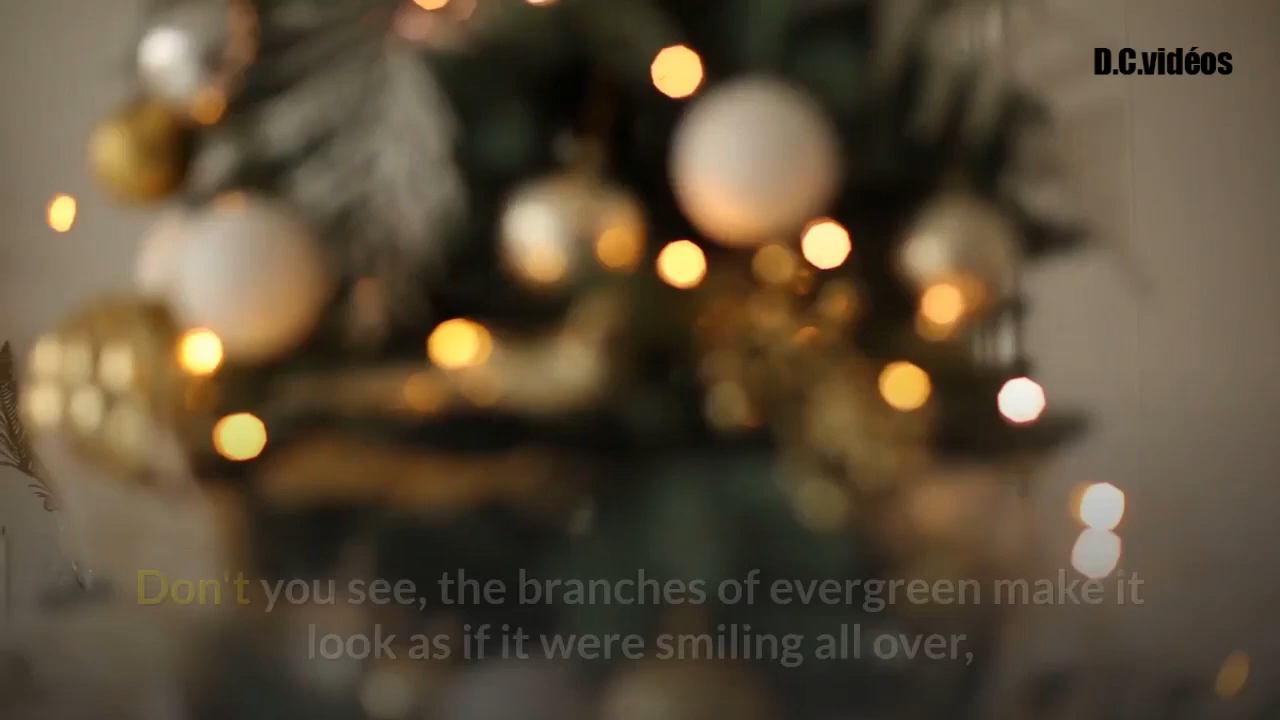 D.C.vidéos
Don't you see, the branches of evergreen make it
look as if it were smiling all over,